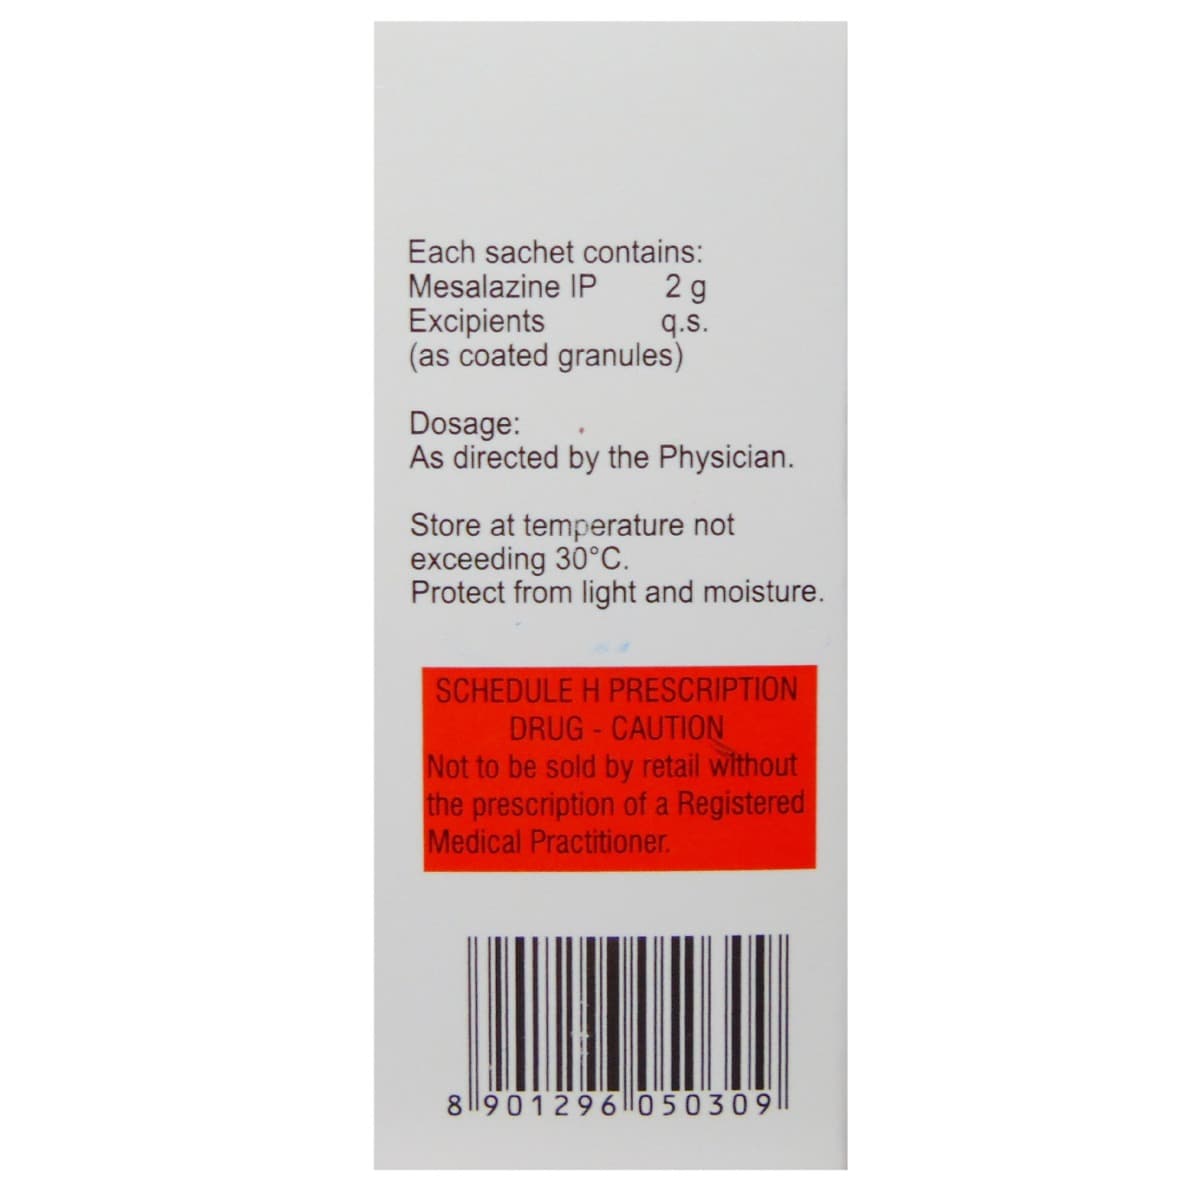 Each sachet contains:
Mesalazine IP 2 g
Excipients q.s.
(as coated granules)
Dosage:
As directed by the Physician.
Store at temperature not
exceeding 30°C.
Protect from light and moisture.
SCHEDULE H PRESCRIPTION
DRUG - CAUTION
Not to be sold by retail without
the prescription of a Registered
Medical Practitioner.
8 901296 050309